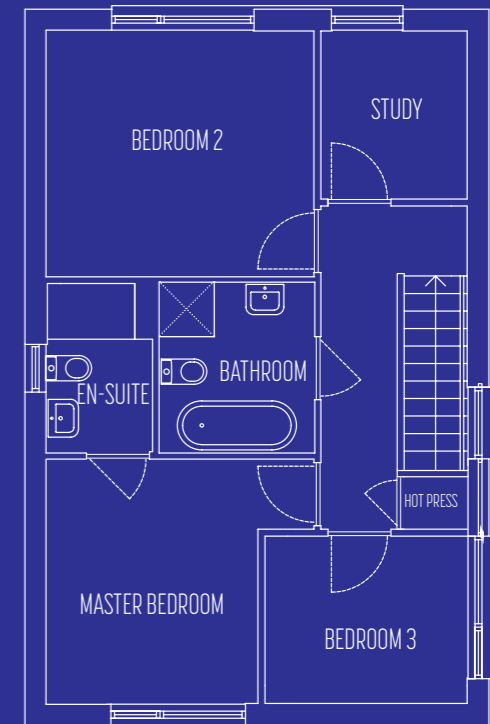 STUDY
BEDROOM 2
BATHROOM
EN-SUITE
HOT PRESS
MASTER BEDROOM
BEDROOM 3